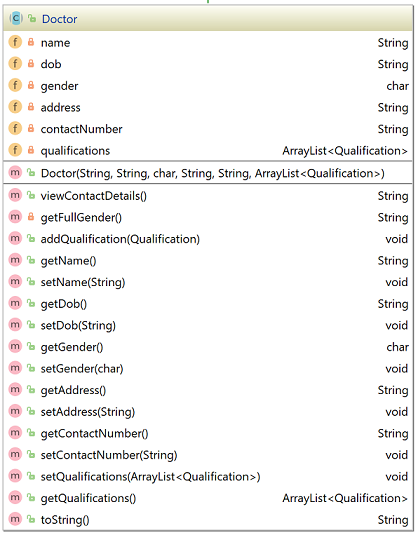 Doctor
name String
dob String
gender char
address String
contactNumber String
qualifications ArrayList<Qualification>
Doctor(String, String, char, String, String, ArrayList<Qualification>)
viewContactDetails() String
getFullGender() String
addQualification(Qualification) void
getName() String
setName(String) void
getDob() String
setDob(String) void
getGender() char
setGender(char) void
getAddress() String
setAddress(String) void
getContactNumber() String
setContactNumber(String) void
setQualifications(ArrayList<Qualification>) void
getQualifications() ArrayList<Qualification>
toString() String